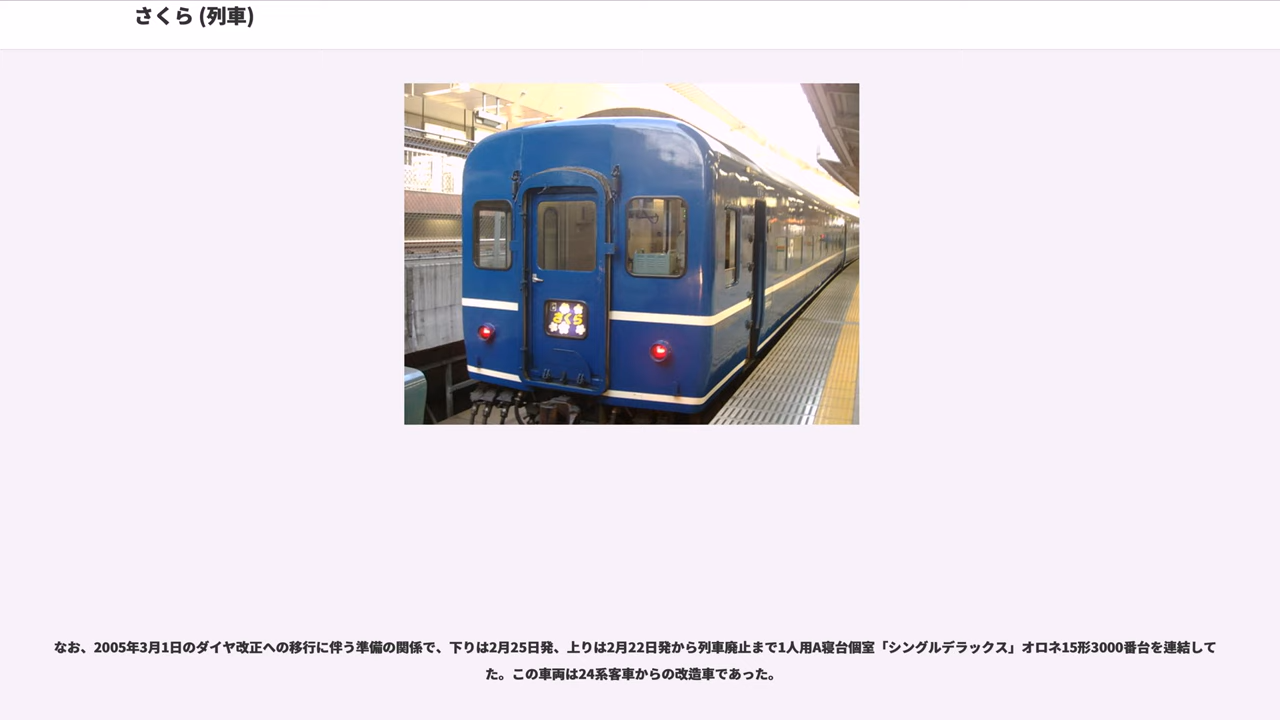 さくら (列車)
さくら
なお、2005年3月1日のダイヤ改正への移行に伴う準備の関係で、下りは2月25日発、上りは2月22日発から列車廃止まで1人用A寝台個室「シングルデラックス」オロネ15形3000番台を連結して
た。この車両は24系客車からの改造車であった。